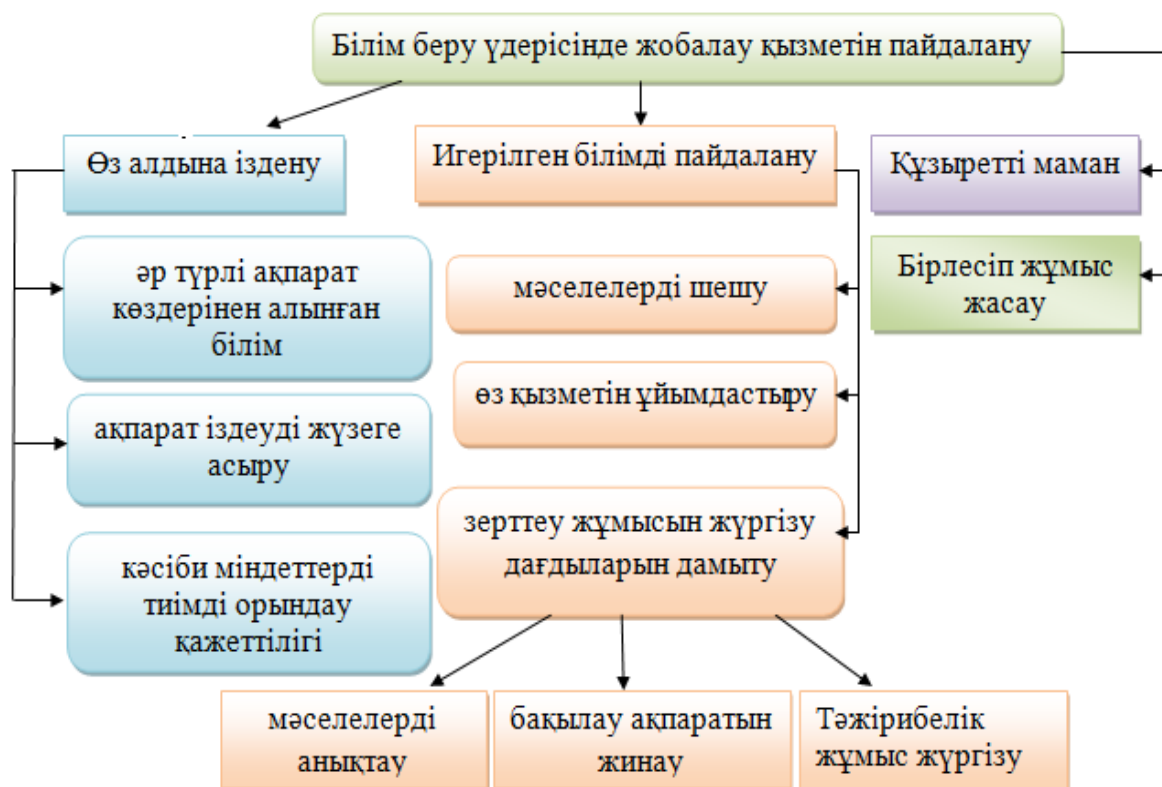 Білім беру үдерісінде жобалау қызметін пайдалану
Өз алдына іздену
Игерілген білімді пайдалану
Құзыретті маман
әр түрлі ақпарат
көздерінен алынған
білім
мәселелерді шешу
Бірлесіп жұмыс
жасау
өз қызметін ұйымдастыру
ақпарат іздеуді жүзеге
асыру
зерттеу жұмысын жүргізу
дағдыларын дамыту
кәсіби міндеттерді
тиімді орындау
қажеттілігі
мәселелерді
анықтау
бақылау ақпаратын
жинау
Тәжірибелік
жұмыс жүргізу